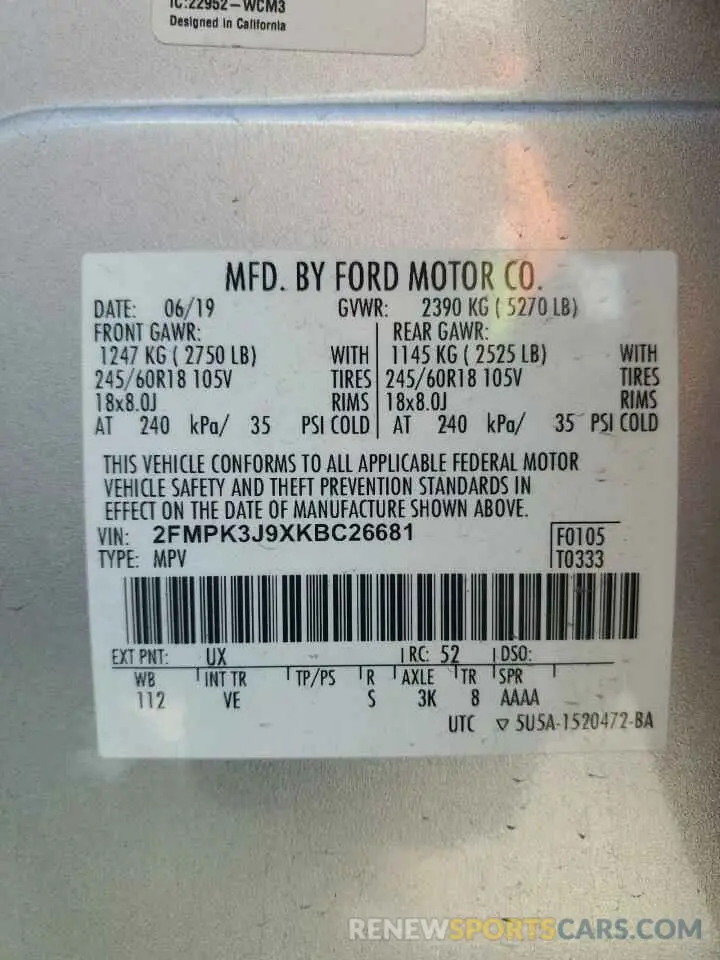 IC:22952-WCM3
Designed in California
MFD. BY FORD MOTOR CO.
DATE: 06/19 GVWR: 2390 KG ( 5270 LB)
FRONT GAWR: REAR GAWR:
1247 KG ( 2750 LB) WITH 1145 KG ( 2525 LB) WITH
245/60R18 105V TIRES 245/60R18 105V TIRES
18x8.0J RIMS 18x8.0J RIMS
AT 240 kPa/ 35 PSI COLD AT 240 kPa/ 35 PSI COLD
THIS VEHICLE CONFORMS TO ALL APPLICABLE FEDERAL MOTOR
VEHICLE SAFETY AND THEFT PREVENTION STANDARDS IN
EFFECT ON THE DATE OF MANUFACTURE SHOWN ABOVE.
VIN: 2FMPK3J9XKBC26681 F0105
TYPE: MPV T0333
EXT PNT: UX RC: 52 DSO:
WB INT TR TP/PS R AXLE TR SPR
112 VE S 3K 8 AAAA
UTC ▽ 5U5A-1520472-BA
RENEWSPORTSCARS.COM